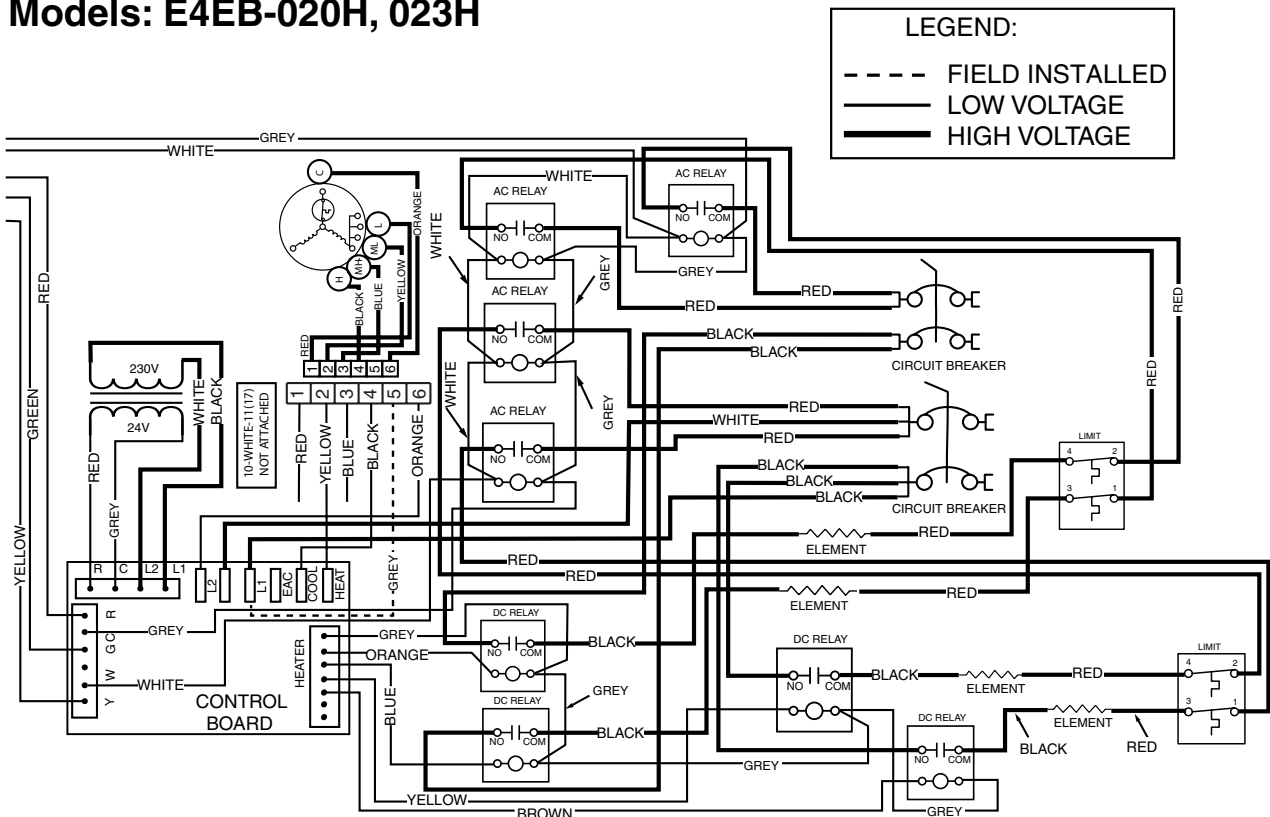 Models: E4EB-020H, 023H
LEGEND:
FIELD INSTALLED
LOW VOLTAGE
HIGH VOLTAGE
GREY
WHITE
C
L
ML
MH
H
ORANGE
YELLOW
BLUE
BLACK
RED
1 2 3 4 5 6
1 2 3 4 5 6
RED
YELLOW
BLUE
BLACK
ORANGE
GREY
10-WHITE-11(17)
NOT ATTACHED
230V
24V
WHITE
BLACK
RED
GREY
RED
GREEN
YELLOW
R C L2 L1
L2
L1
EAC
COOL
HEAT
R
C
G
W
Y
GREY
WHITE
CONTROL
BOARD
HEATER
WHITE
AC RELAY
NO COM
WHITE
GREY
AC RELAY
NO COM
GREY
AC RELAY
NO COM
WHITE
GREY
AC RELAY
NO COM
RED
RED
BLACK
BLACK
CIRCUIT BREAKER
RED
WHITE
RED
BLACK
BLACK
BLACK
CIRCUIT BREAKER
RED
RED
LIMIT
4 2
3 1
ELEMENT
RED
RED
RED
ELEMENT
RED
GREY
ORANGE
BLUE
DC RELAY
NO COM
BLACK
GREY
DC RELAY
NO COM
BLACK
GREY
YELLOW
BROWN
DC RELAY
NO COM
BLACK
ELEMENT
RED
DC RELAY
NO COM
GREY
BLACK
ELEMENT
RED
LIMIT
4 2
3 1